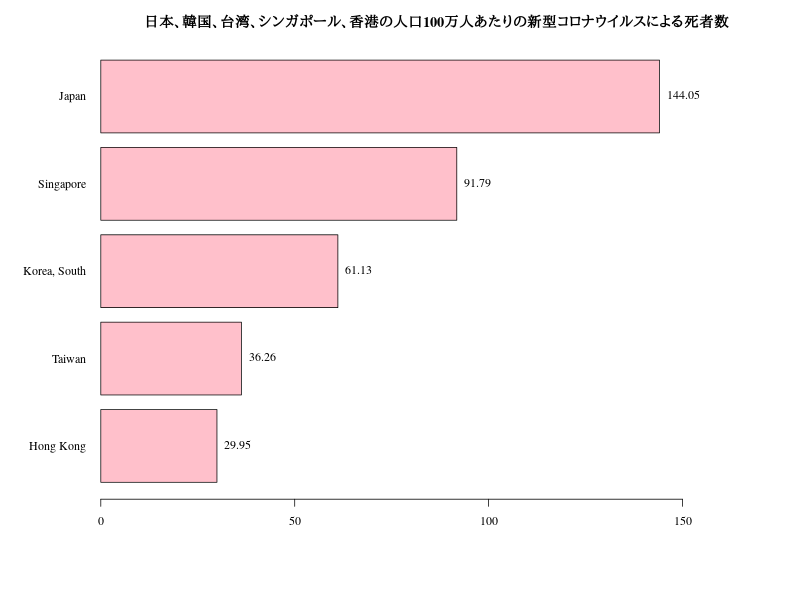 日本、韓国、台湾、シンガポール、香港の人口100万人あたりの新型コロナウイルスによる死者数
Japan 144.05
Singapore 91.79
Korea, South 61.13
Taiwan 36.26
Hong Kong 29.95
0 50 100 150